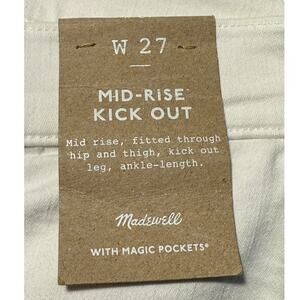 W 27
MID-RISE
KICK OUT
Mid rise, fitted through
hip and thigh, kick out
leg, ankle-length.
Madewell
WITH MAGIC POCKETS®